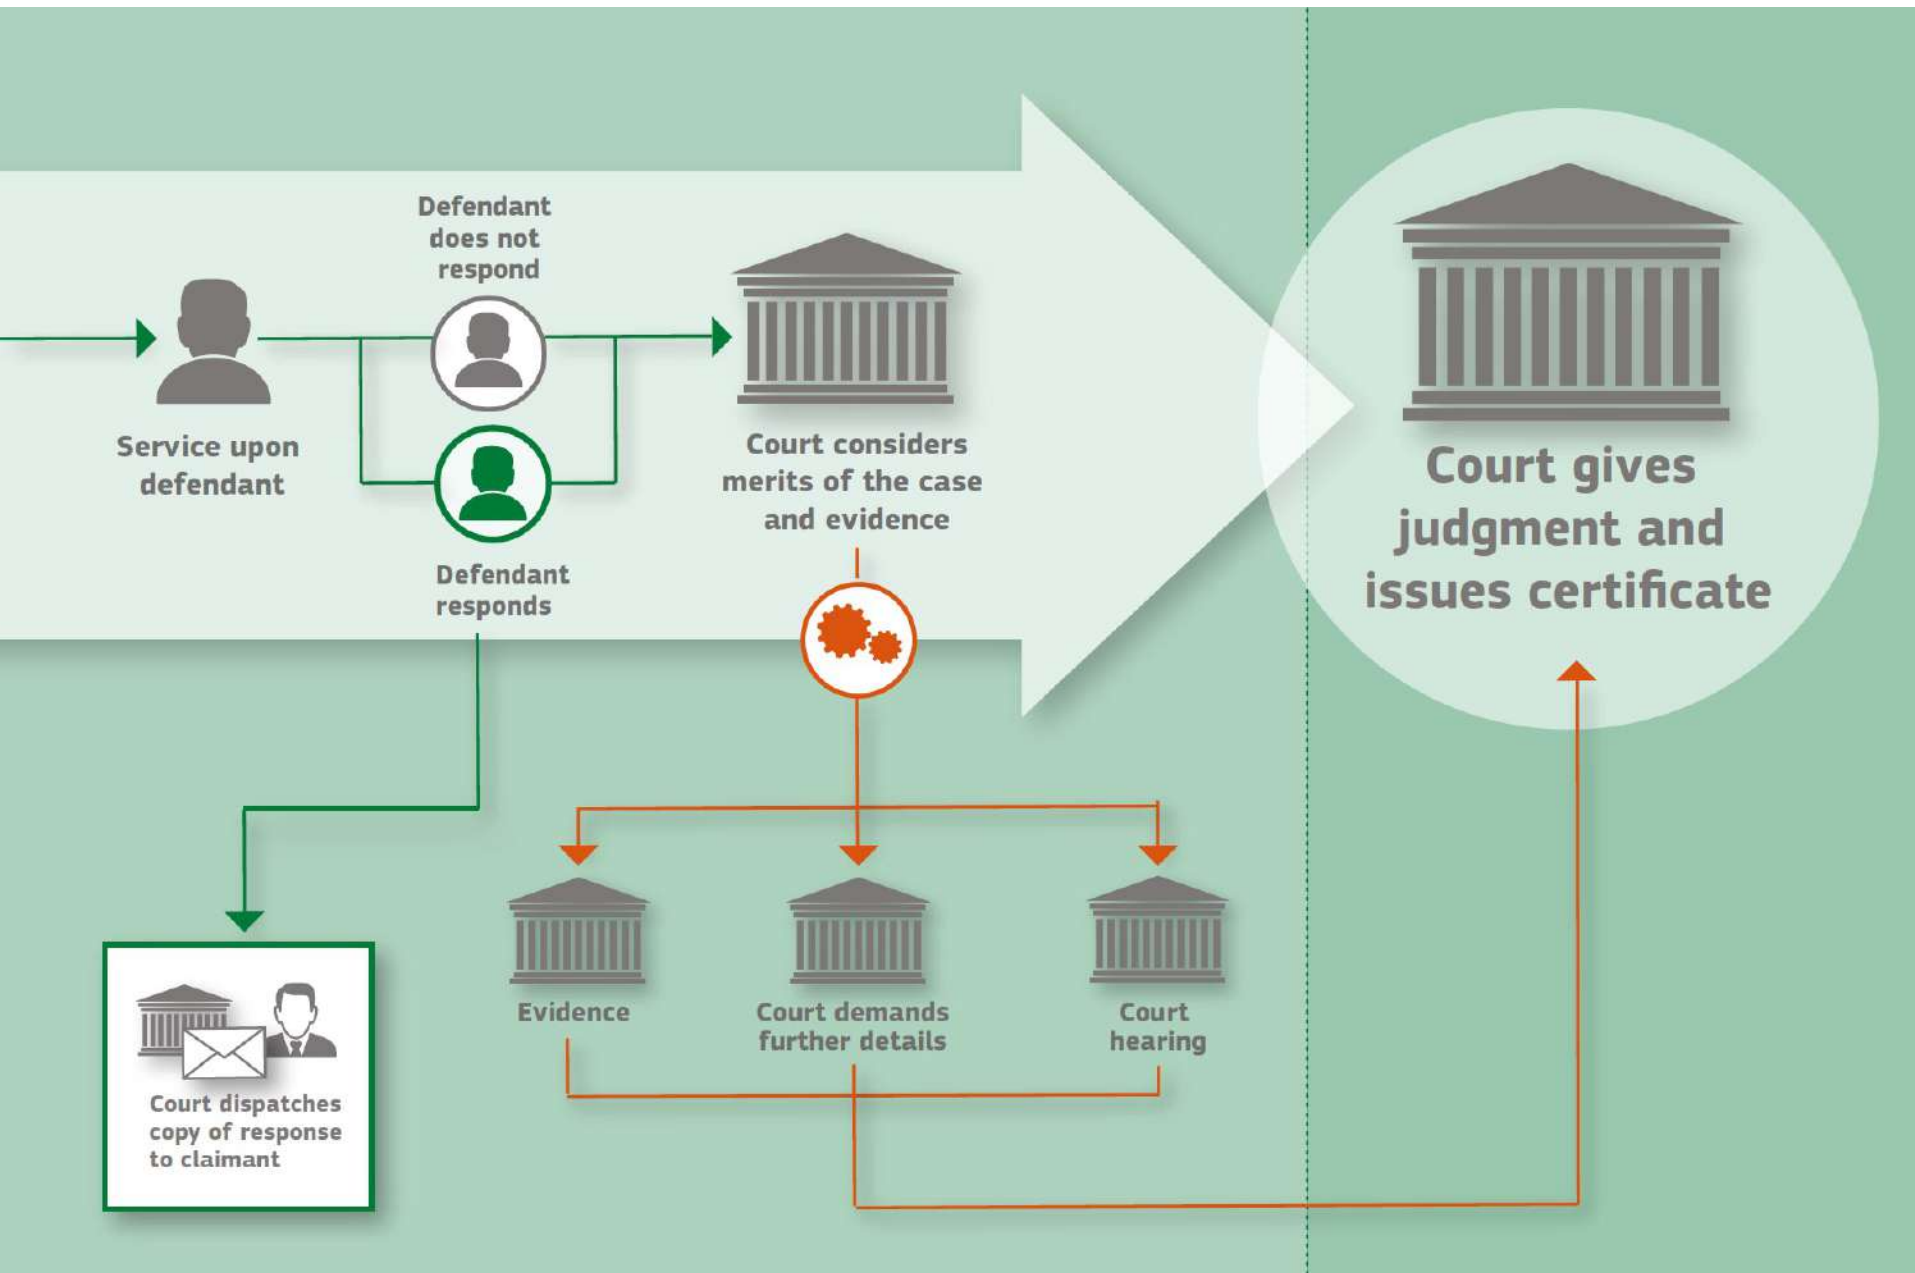 Defendant
does not
respond
Service upon
defendant
Defendant
responds
Court considers
merits of the case
and evidence
Court gives
judgment and
issues certificate
Court dispatches
copy of response
to claimant
Evidence
Court demands
further details
Court
hearing